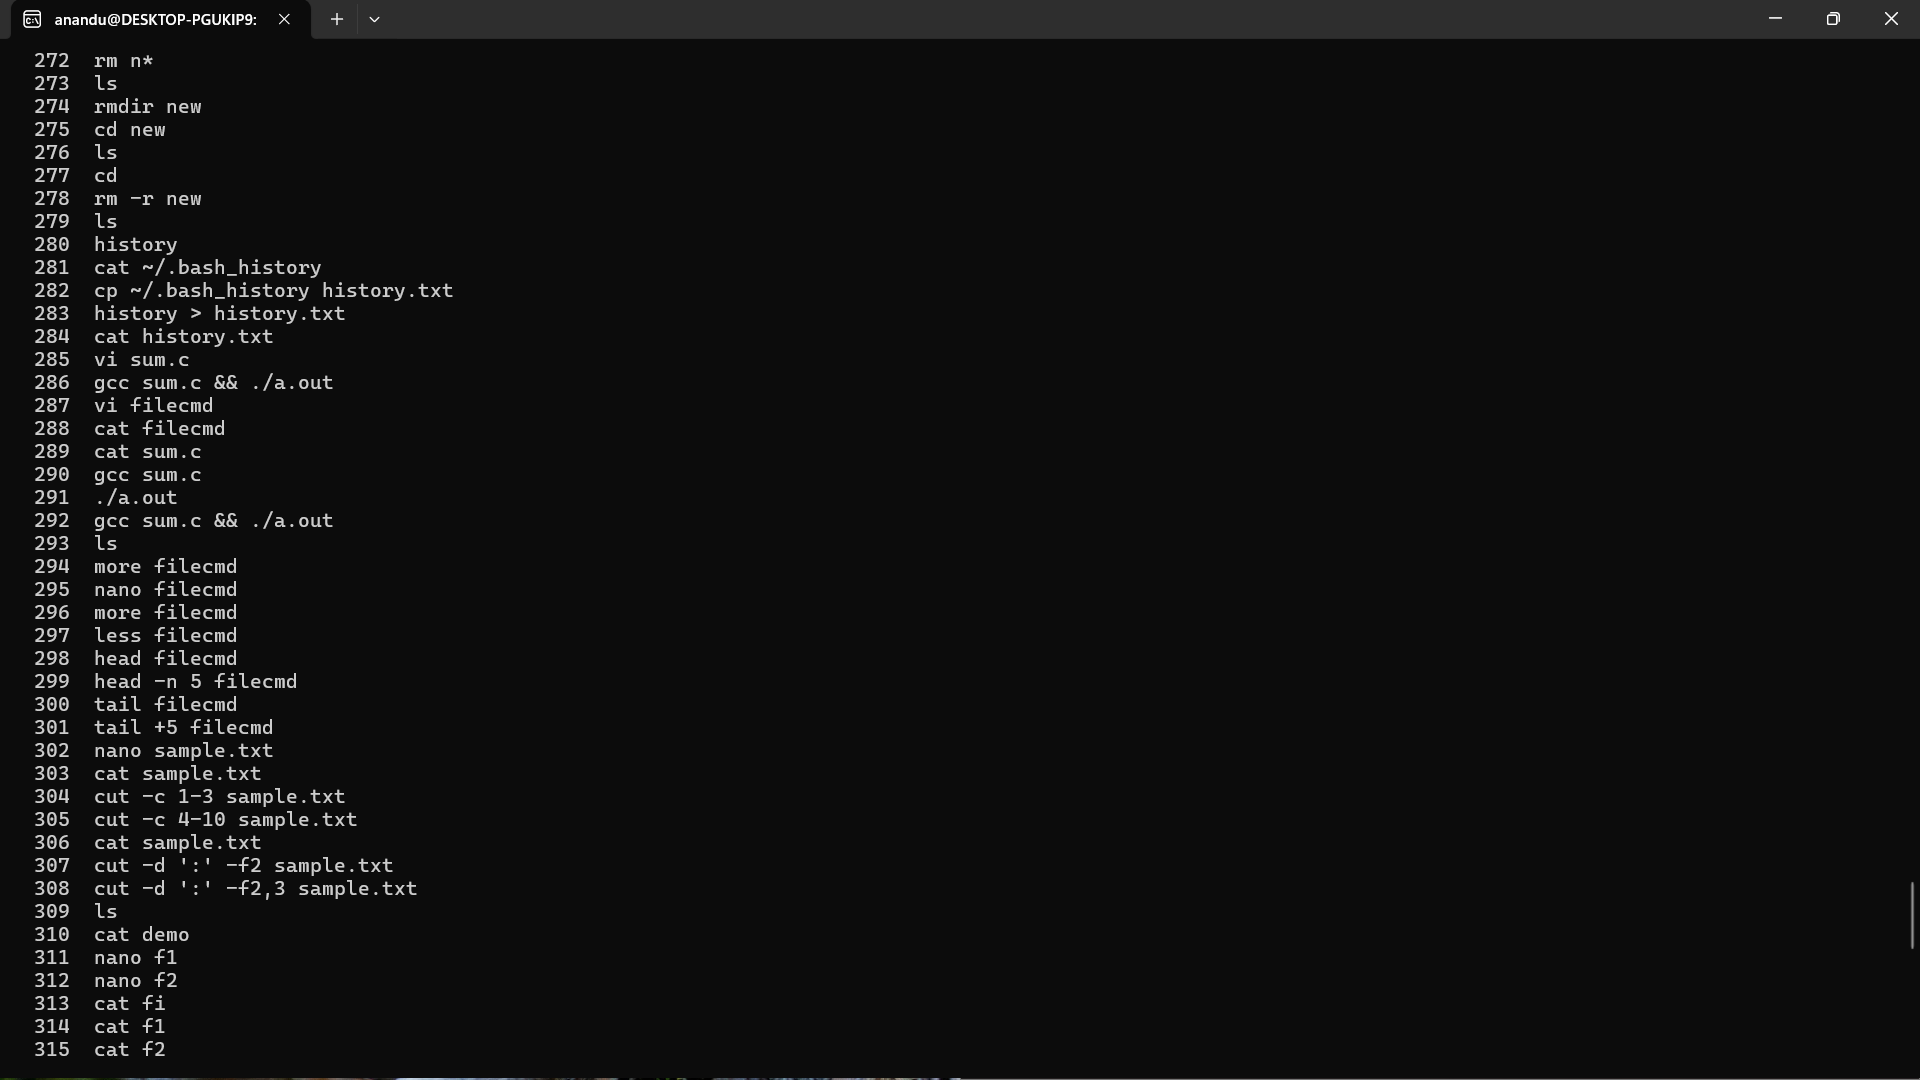 anandu@DESKTOP-PGUKIP9:
272 rm n*
273 ls
274 rmdir new
275 cd new
276 ls
277 cd
278 rm -r new
279 ls
280 history
281 cat ~/.bash_history
282 cp ~/.bash_history history.txt
283 history > history.txt
284 cat history.txt
285 vi sum.c
286 gcc sum.c && ./a.out
287 vi filecmd
288 cat filecmd
289 cat sum.c
290 gcc sum.c
291 ./a.out
292 gcc sum.c && ./a.out
293 ls
294 more filecmd
295 nano filecmd
296 more filecmd
297 less filecmd
298 head filecmd
299 head -n 5 filecmd
300 tail filecmd
301 tail +5 filecmd
302 nano sample.txt
303 cat sample.txt
304 cut -c 1-3 sample.txt
305 cut -c 4-10 sample.txt
306 cat sample.txt
307 cut -d ':' -f2 sample.txt
308 cut -d ':' -f2,3 sample.txt
309 ls
310 cat demo
311 nano f1
312 nano f2
313 cat fi
314 cat f1
315 cat f2